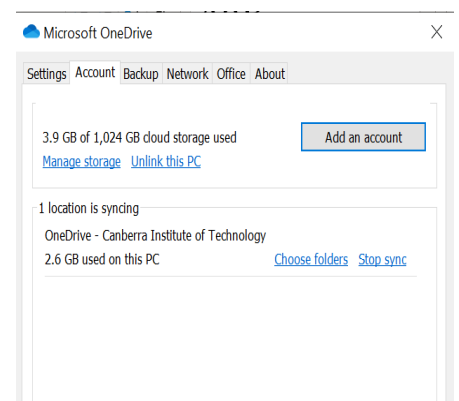 Microsoft OneDrive
Settings Account Backup Network Office About
3.9 GB of 1,024 GB cloud storage used
Add an account
Manage storage Unlink this PC
1 location is syncing
OneDrive - Canberra Institute of Technology
2.6 GB used on this PC
Choose folders Stop sync